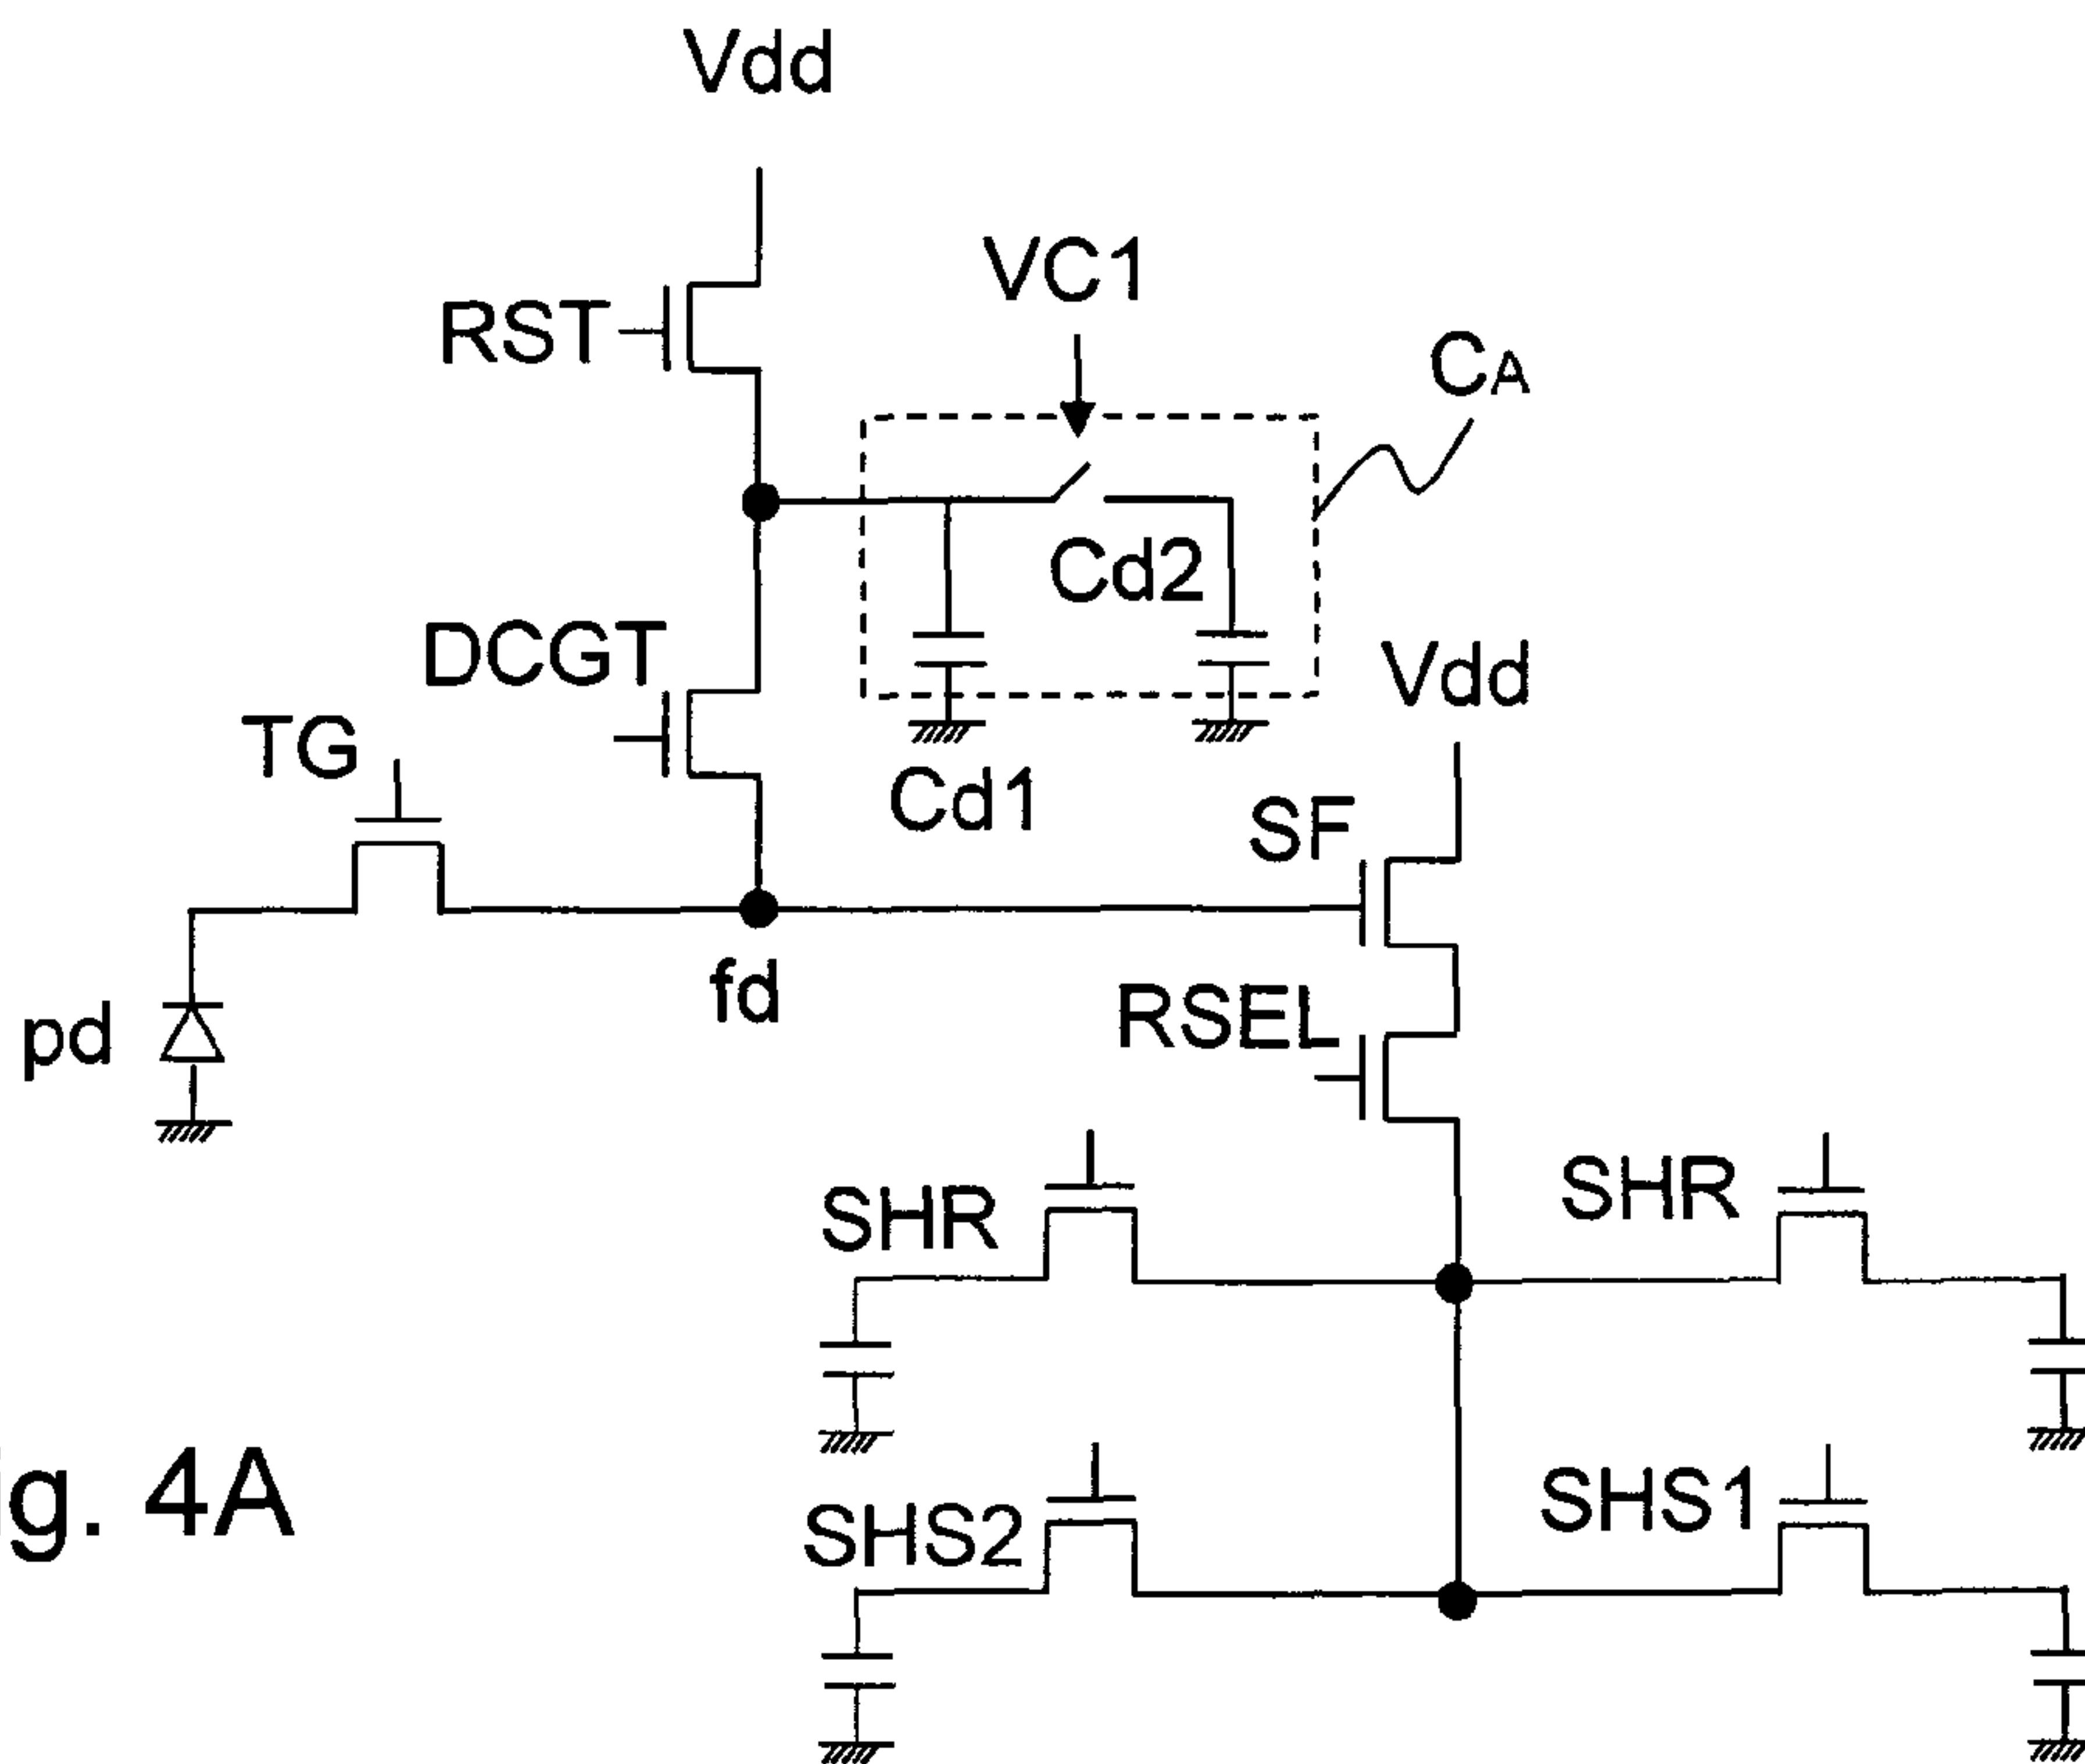 Vdd
VC1
RST
CA
Cd2
DCGT
Vdd
TG
Cd1
SF
fd
RSEL
pd
SHR
SHR
g. 4A
SHS1
SHS2